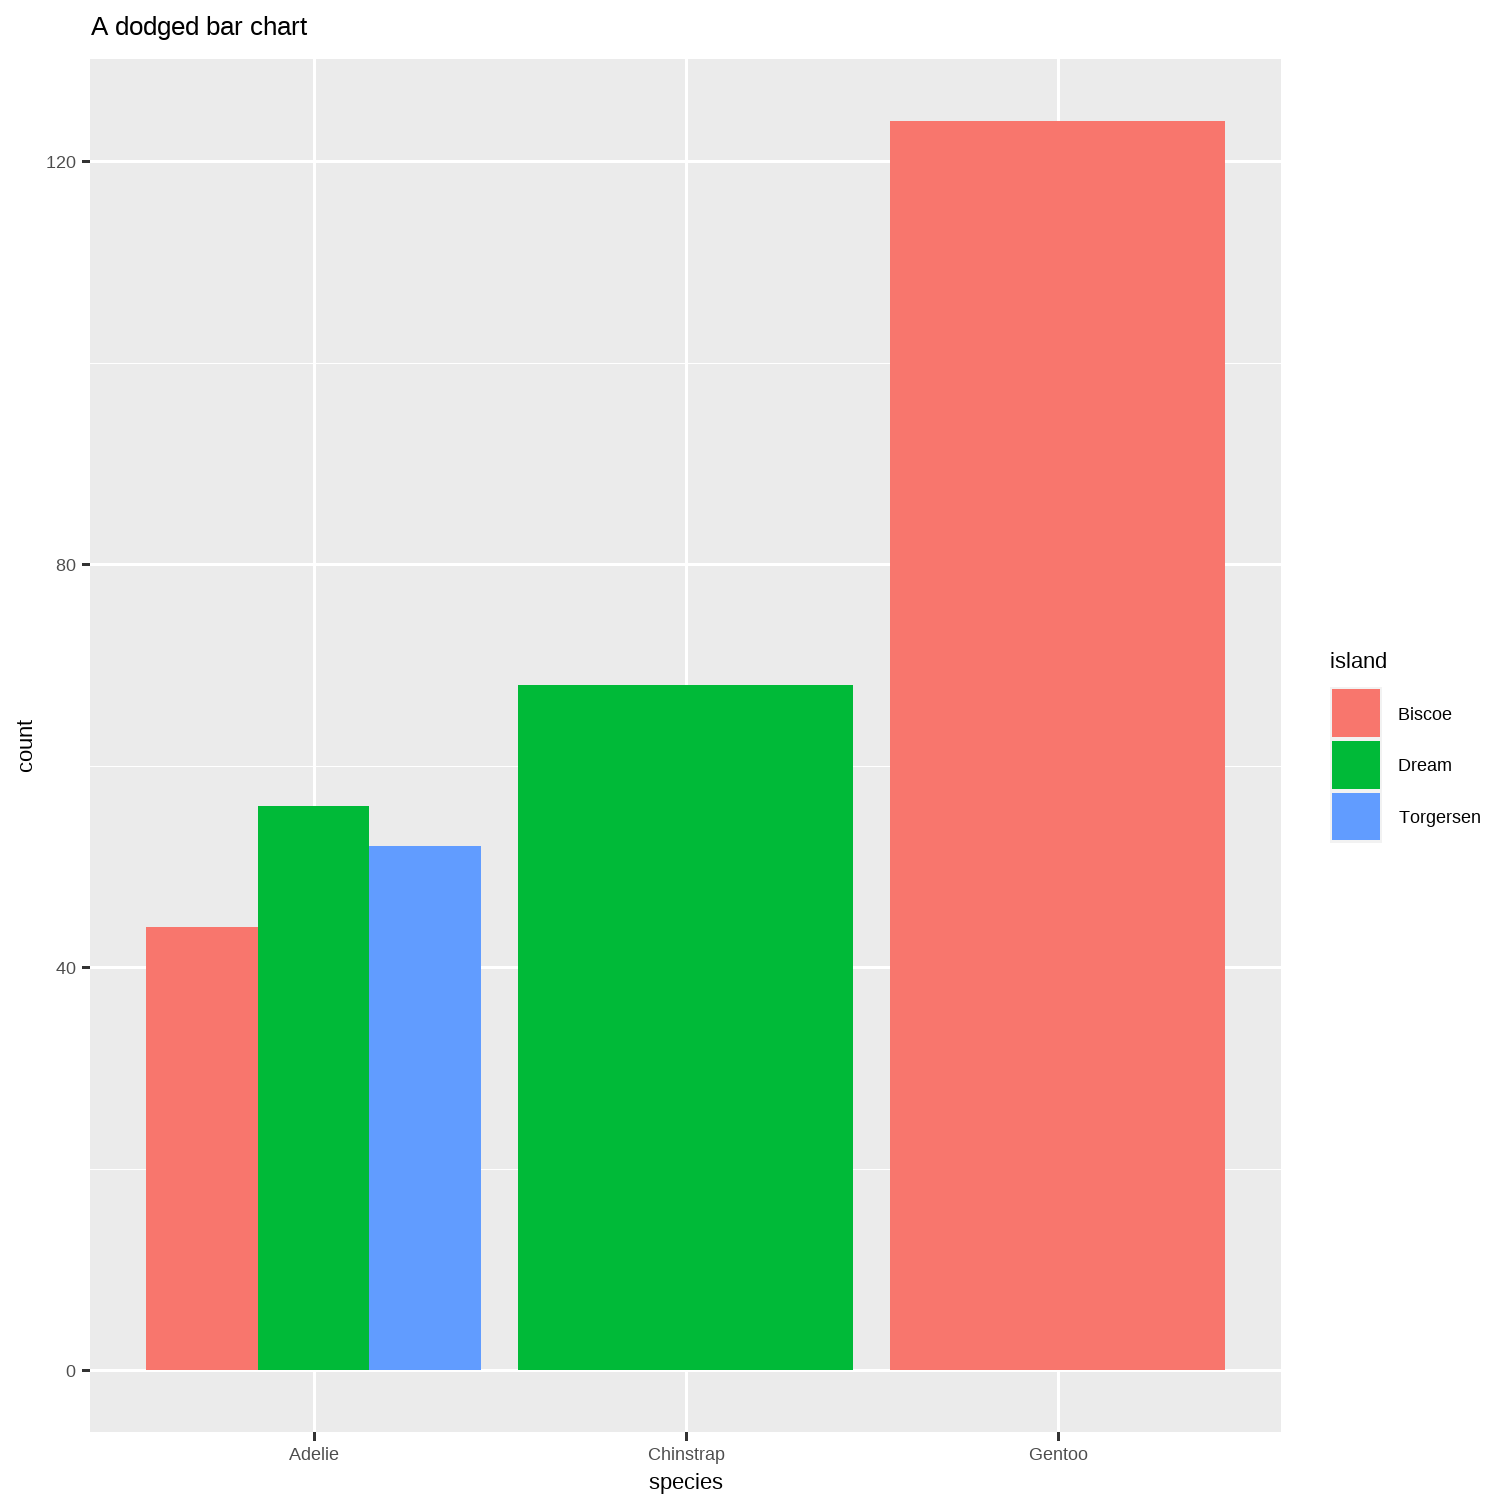 A dodged bar chart
120
80
40
0
count
Adelie
Chinstrap
Gentoo
species
island
Biscoe
Dream
Torgersen